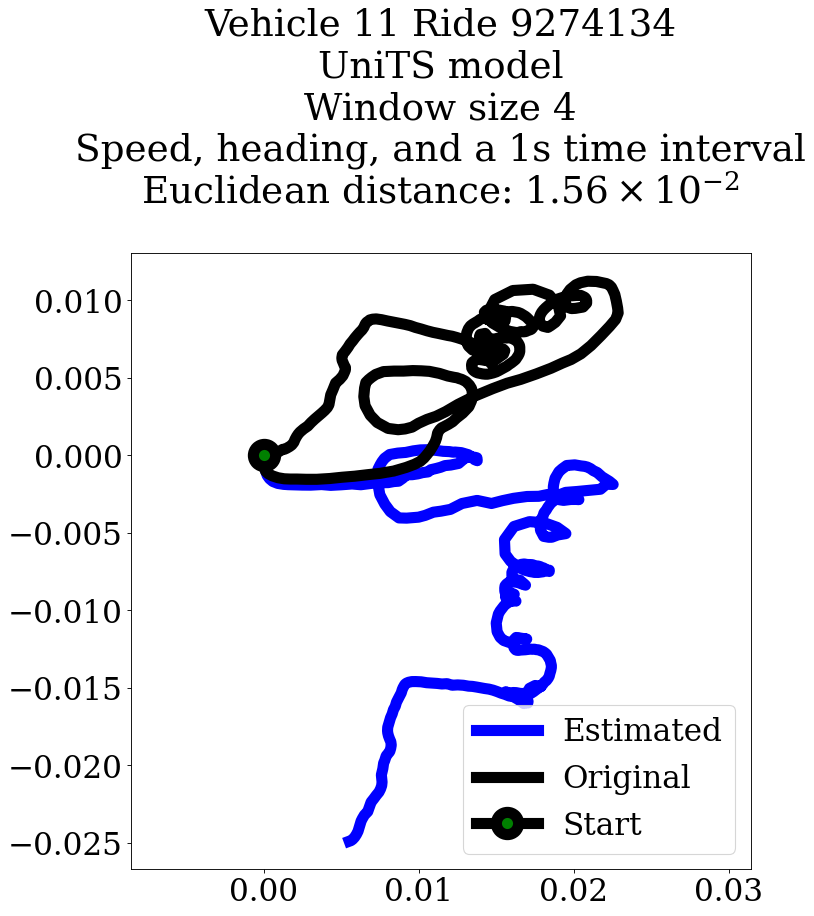 Vehicle 11 Ride 9274134
UniTS model
Window size 4
Speed, heading, and a 1s time interval
Euclidean distance: 1.56 × 10⁻²
0.010
0.005
0.000
−0.005
−0.010
−0.015
−0.020
−0.025
Estimated
Original
Start
0.00 0.01 0.02 0.03